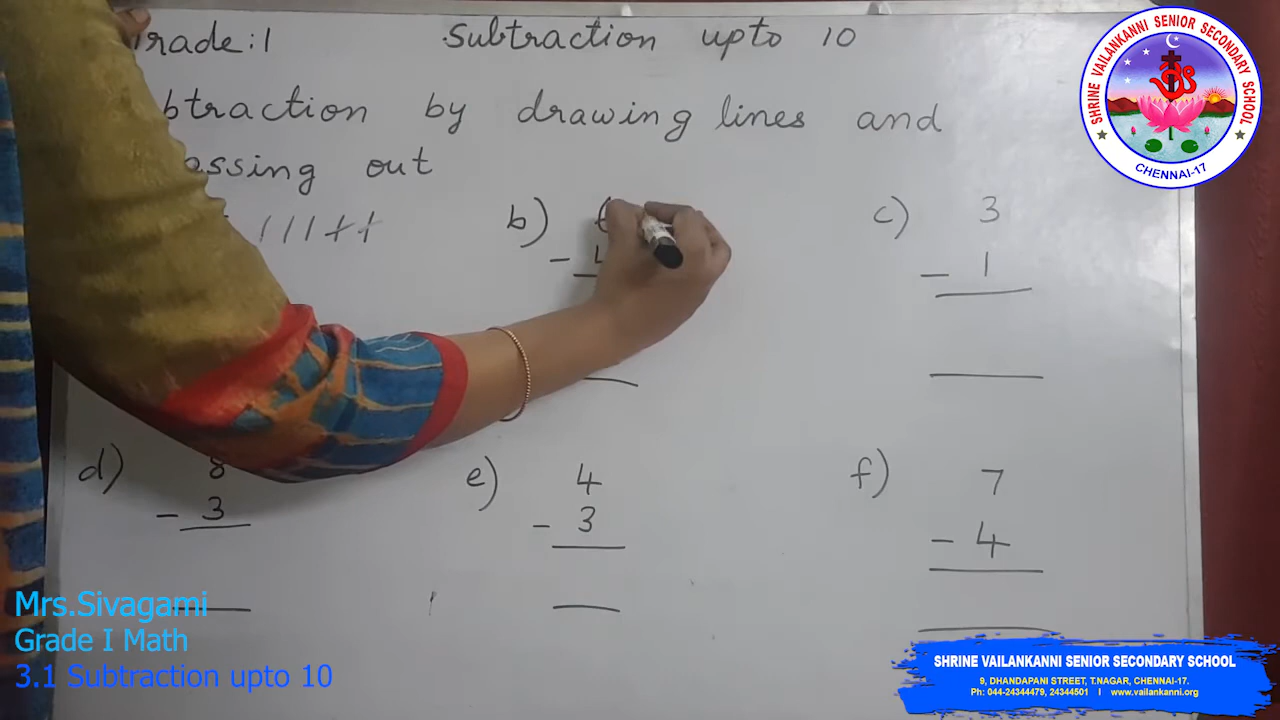 rade:1 Subtraction upto 10
btraction by drawing lines and
ssing out
b) c) 3
- 4 - 1
d) 8 e) 4 f) 7
- 3 - 3 - 4
SHRINE VAILANKANNI SENIOR SECONDARY SCHOOL
CHENNAI-17
Mrs.Sivagami
Grade I Math
3.1 Subtraction upto 10
SHRINE VAILANKANNI SENIOR SECONDARY SCHOOL
9, DHANDAPANI STREET, T.NAGAR, CHENNAI-17.
Ph: 044-24344479, 24344501 I www.vailankanni.org